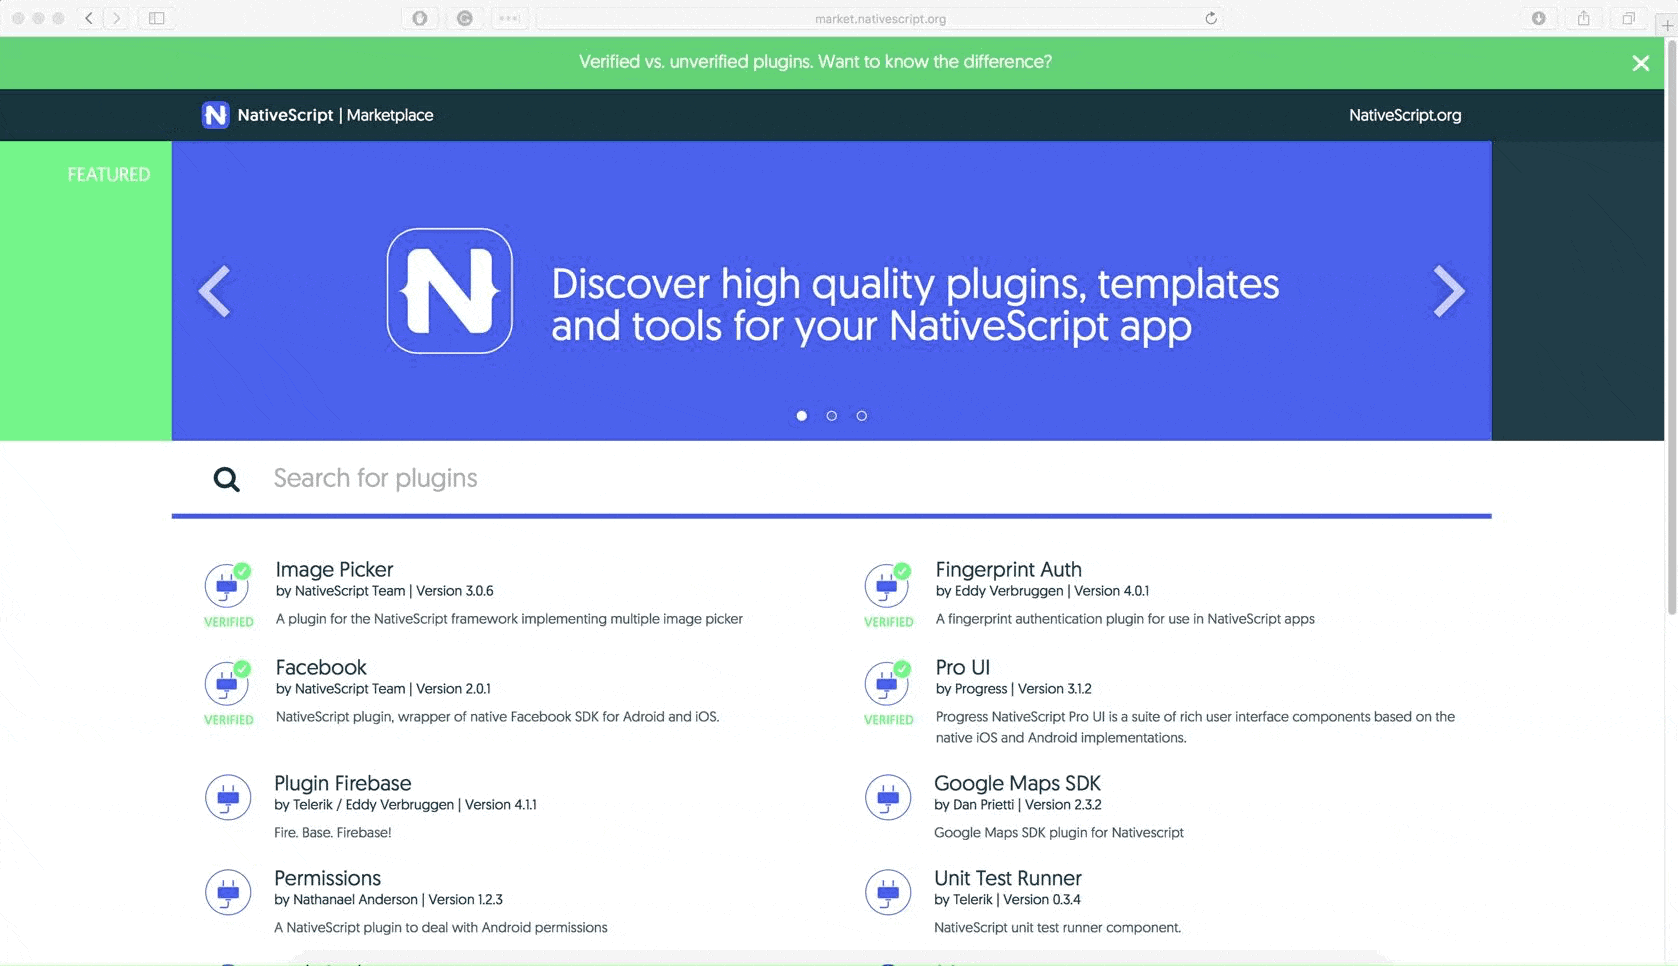 market.nativescript.org
Verified vs. unverified plugins. Want to know the difference?
NativeScript | Marketplace
NativeScript.org
FEATURED
Discover high quality plugins, templates
and tools for your NativeScript app
Search for plugins
Image Picker
by NativeScript Team | Version 3.0.6
VERIFIED
A plugin for the NativeScript framework implementing multiple image picker
Fingerprint Auth
by Eddy Verbruggen | Version 4.0.1
VERIFIED
A fingerprint authentication plugin for use in NativeScript apps
Facebook
by NativeScript Team | Version 2.0.1
VERIFIED
NativeScript plugin, wrapper of native Facebook SDK for Adroid and iOS.
Pro UI
by Progress | Version 3.1.2
VERIFIED
Progress NativeScript Pro UI is a suite of rich user interface components based on the
native iOS and Android implementations.
Plugin Firebase
by Telerik / Eddy Verbruggen | Version 4.1.1
Fire. Base. Firebase!
Google Maps SDK
by Dan Prietti | Version 2.3.2
Google Maps SDK plugin for Nativescript
Permissions
by Nathanael Anderson | Version 1.2.3
A NativeScript plugin to deal with Android permissions
Unit Test Runner
by Telerik | Version 0.3.4
NativeScript unit test runner component.